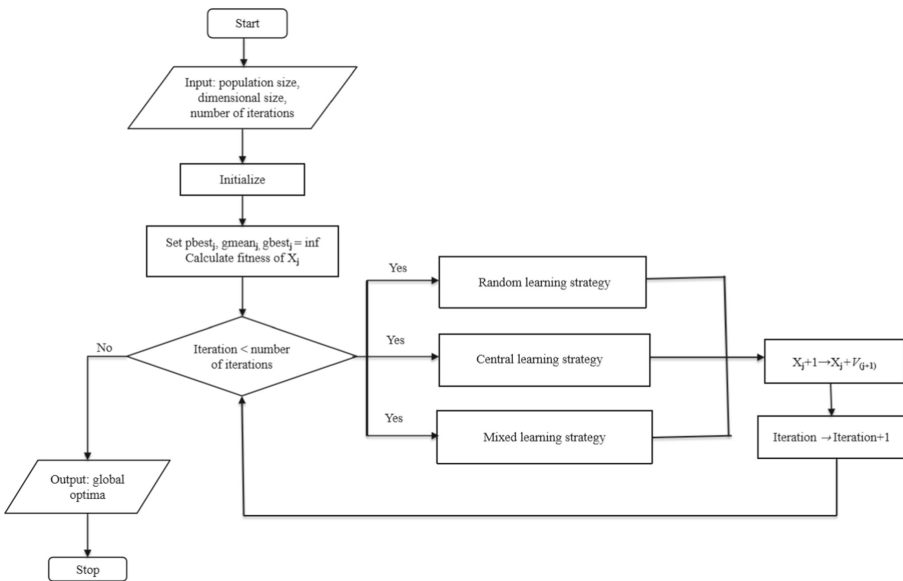 Start
Input: population size,
dimensional size,
number of iterations
Initialize
Set pbestj, gmeanj, gbestj = inf
Calculate fitness of Xj
Iteration < number
of iterations
No
Yes
Random learning strategy
Yes
Central learning strategy
Yes
Mixed learning strategy
Xj+1→Xj+V(j+1)
Iteration → Iteration+1
Output: global
optima
Stop